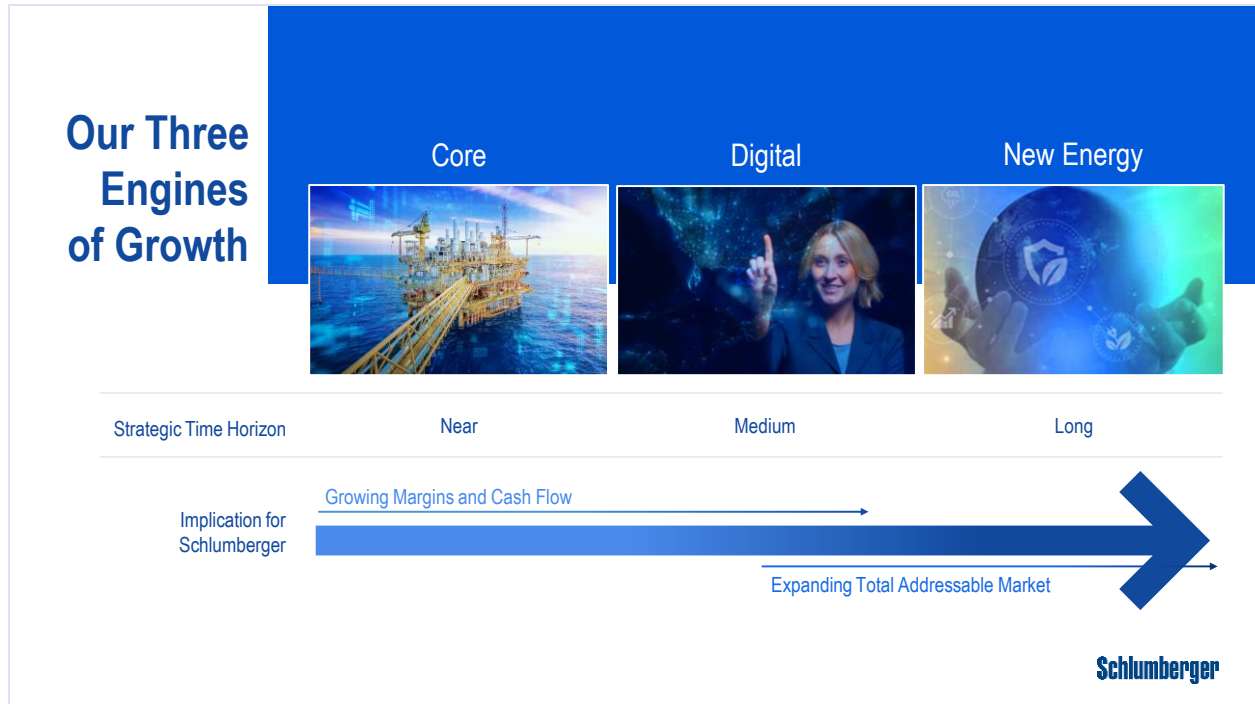 Our Three
Engines
of Growth
Core
Digital
New Energy
Strategic Time Horizon
Near
Medium
Long
Implication for
Schlumberger
Growing Margins and Cash Flow
Expanding Total Addressable Market
Schlumberger